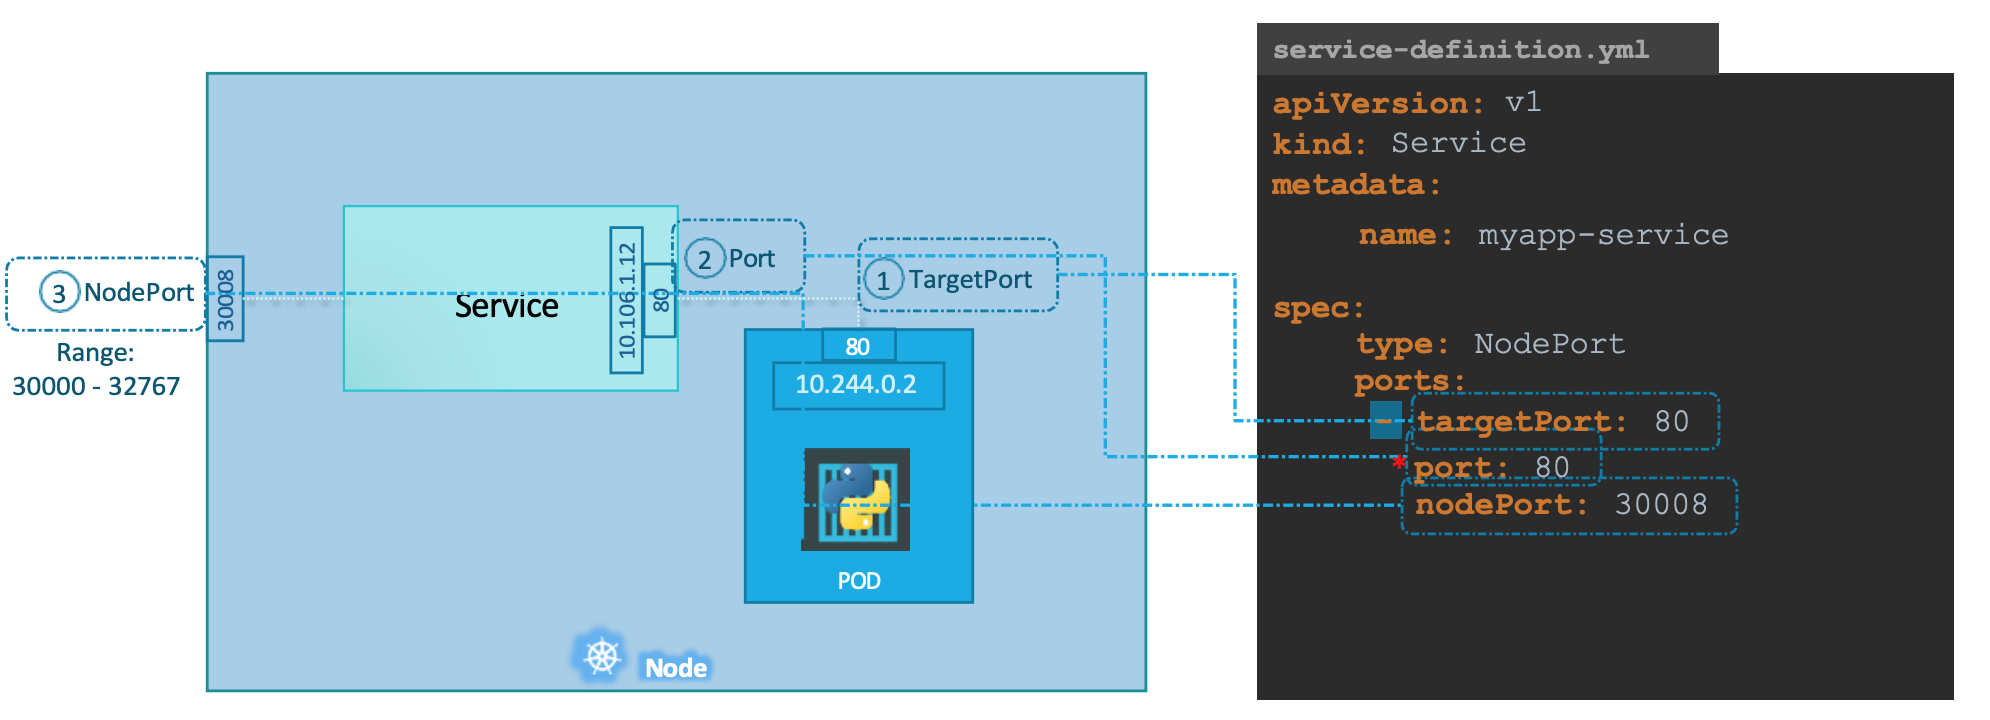 service-definition.yml
apiVersion: v1
kind: Service
metadata:
name: myapp-service
spec:
type: NodePort
ports:
- targetPort: 80
* port: 80
nodePort: 30008
3 NodePort
Range:
30000 - 32767
30008
Service
10.106.1.12
80
2 Port
1 TargetPort
80
10.244.0.2
POD
Node